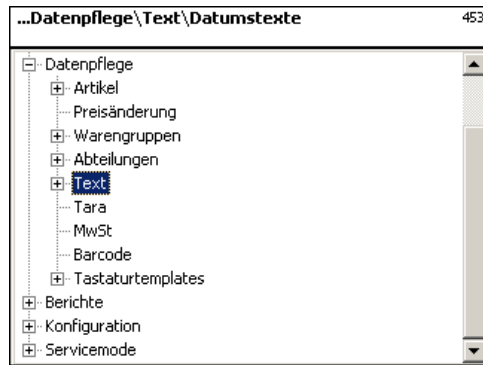 ...Datenpflege\Text\Datumstexte 453
Datenpflege
Artikel
Preisänderung
Warengruppen
Abteilungen
Text
Tara
MwSt
Barcode
Tastaturtemplates
Berichte
Konfiguration
Servicemode